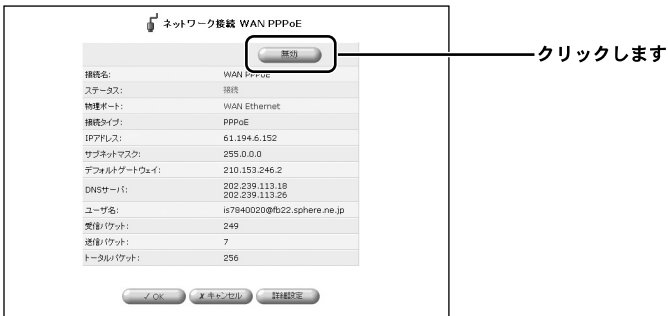 ネットワーク接続 WAN PPPoE
無効
クリックします
接続名: WAN PPPoE
ステータス: 接続
物理ポート: WAN Ethernet
接続タイプ: PPPoE
IPアドレス: 61.194.6.152
サブネットマスク: 255.0.0.0
デフォルトゲートウェイ: 210.153.246.2
DNSサーバ: 202.239.113.18
202.239.113.26
ユーザ名: is7840020@fb22.sphere.ne.jp
受信パケット: 249
送信パケット: 7
トータルパケット: 256
√ OK
X キャンセル
詳細設定